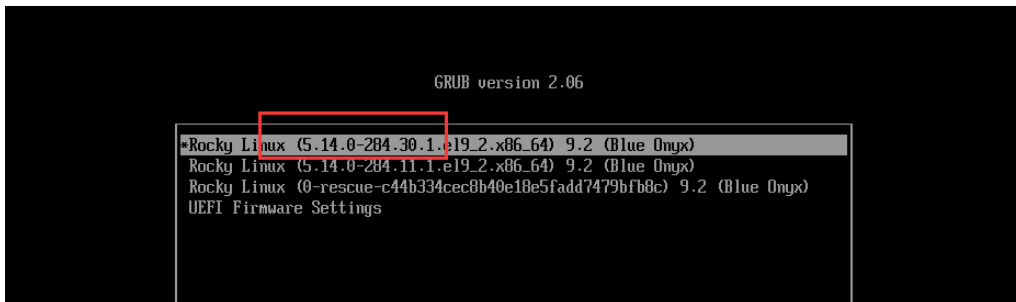 GRUB version 2.06
*Rocky Linux (5.14.0-284.30.1.el9_2.x86_64) 9.2 (Blue Onyx)
Rocky Linux (5.14.0-284.11.1.el9_2.x86_64) 9.2 (Blue Onyx)
Rocky Linux (0-rescue-c44b334cec8b40e18e5fadd7479bfb8c) 9.2 (Blue Onyx)
UEFI Firmware Settings